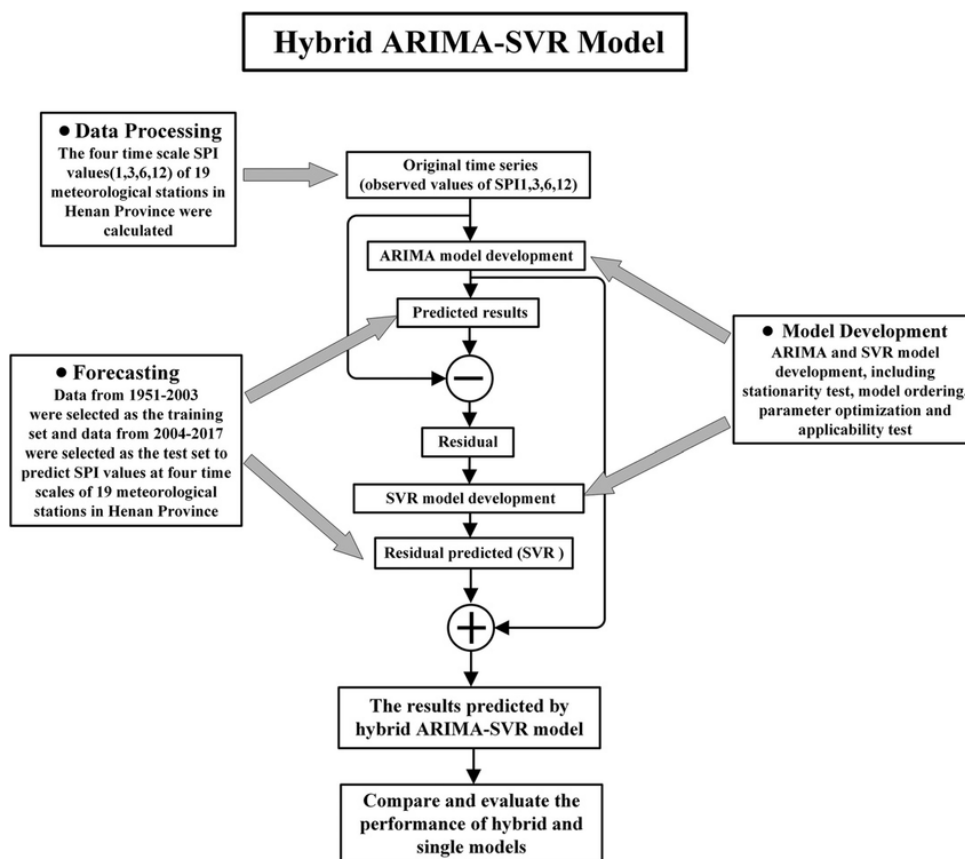 Hybrid ARIMA-SVR Model
● Data Processing
The four time scale SPI
values(1,3,6,12) of 19
meteorological stations in
Henan Province were
calculated
Original time series
(observed values of SPI1,3,6,12)
ARIMA model development
Predicted results
● Model Development
ARIMA and SVR model
development, including
stationarity test, model ordering,
parameter optimization and
applicability test
● Forecasting
Data from 1951-2003
were selected as the training
set and data from 2004-2017
were selected as the test set to
predict SPI values at four time
scales of 19 meteorological
stations in Henan Province
−
Residual
SVR model development
Residual predicted (SVR )
+
The results predicted by
hybrid ARIMA-SVR model
Compare and evaluate the
performance of hybrid and
single models